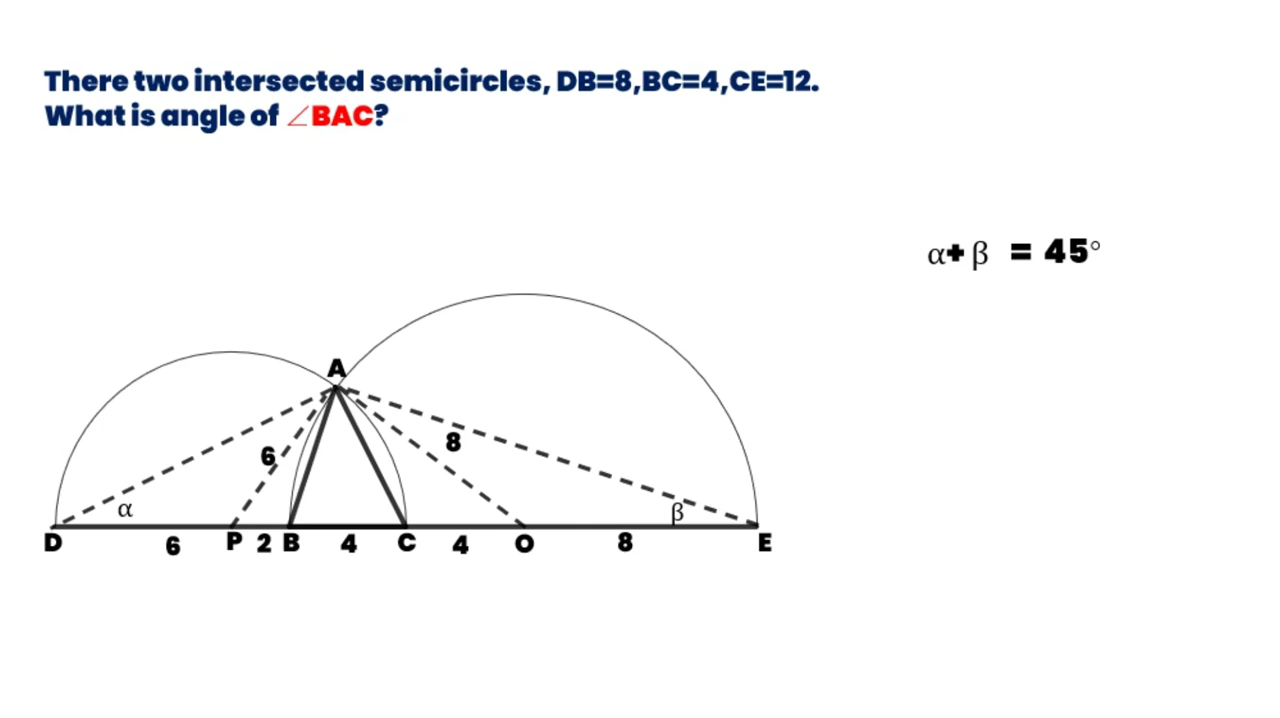 There two intersected semicircles, DB=8,BC=4,CE=12.
What is angle of ∠BAC?
α+ β = 45°
A
6
8
α
β
D
6
P
2
B
4
C
4
O
8
E